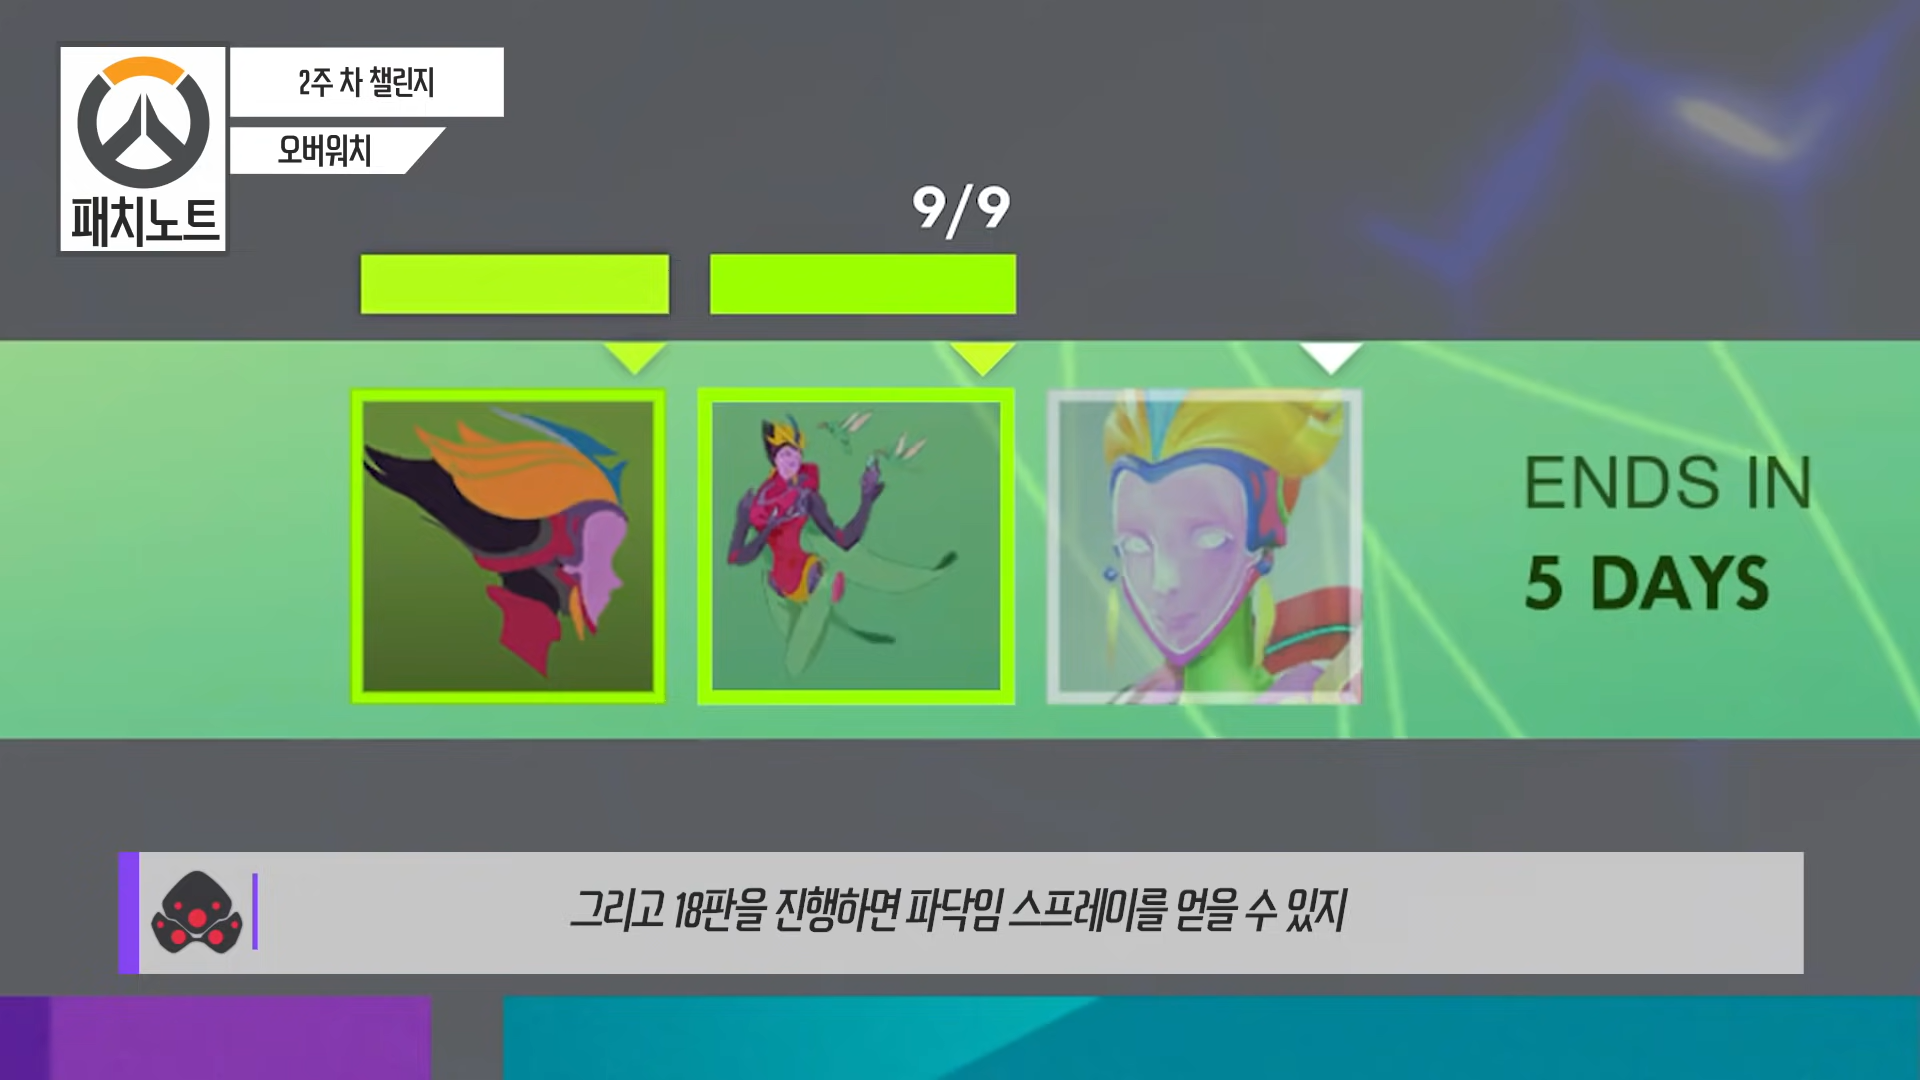 2주 차 챌린지
오버워치
패치노트
9/9
ENDS IN
5 DAYS
그리고 18판을 진행하면 파닥임 스프레이를 얻을 수 있지